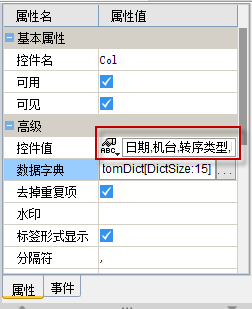 属性名 属性值
基本属性
控件名 Col
可用
可见
高级
控件值 ABC 日期,机台,转序类型,
数据字典 tomDict[DictSize:15] ...
去掉重复项
水印
标签形式显示
分隔符 ,
属性 事件